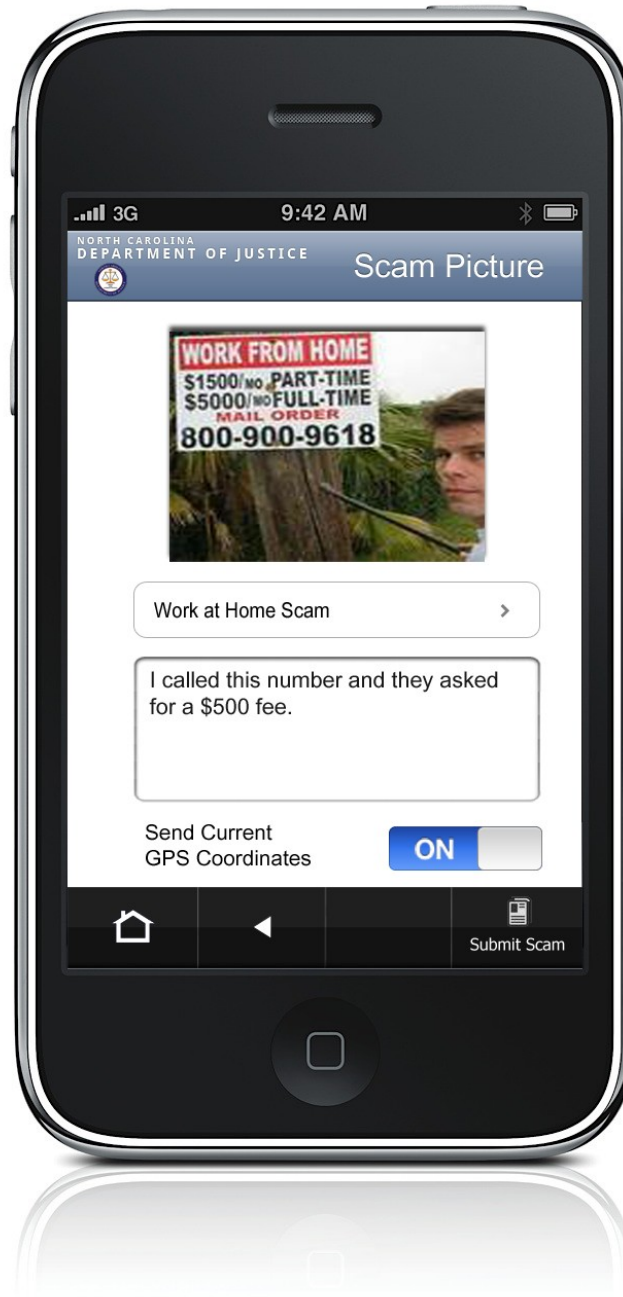 3G 9:42 AM
NORTH CAROLINA
DEPARTMENT OF JUSTICE
Scam Picture
WORK FROM HOME
$1500/MO PART-TIME
$5000/MO FULL-TIME
MAIL ORDER
800-900-9618
Work at Home Scam
I called this number and they asked
for a $500 fee.
Send Current
GPS Coordinates
ON
Submit Scam